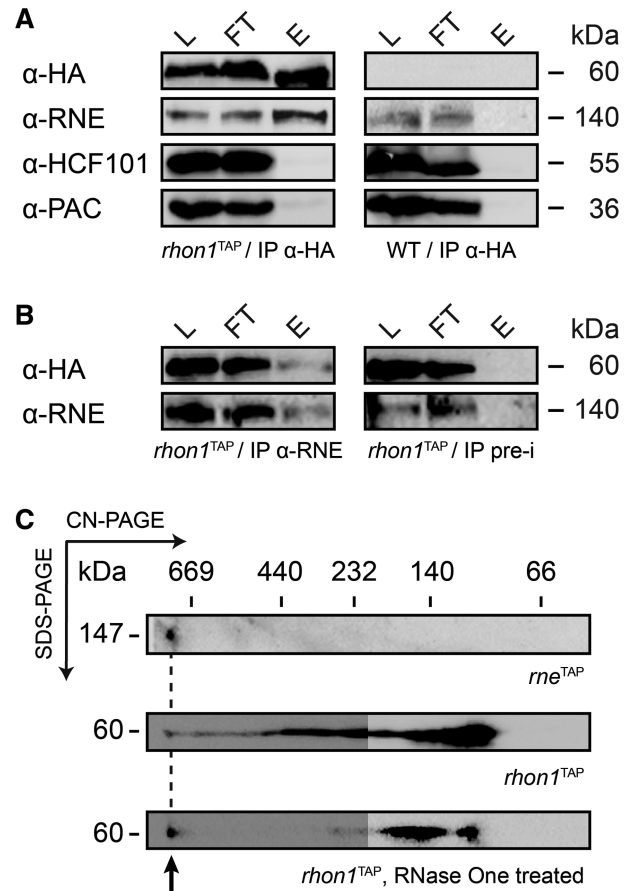 A
L FT E L FT E kDa
α-HA – 60
α-RNE – 140
α-HCF101 – 55
α-PAC – 36
rhon1TAP / IP α-HA WT / IP α-HA
B
L FT E L FT E kDa
α-HA – 60
α-RNE – 140
rhon1TAP / IP α-RNE rhon1TAP / IP pre-i
C
CN-PAGE
SDS-PAGE
kDa 669 440 232 140 66
147 –
rneTAP
60 –
rhon1TAP
60 –
rhon1TAP, RNase One treated